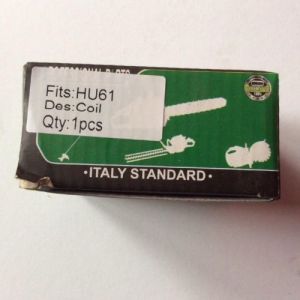 Fits:HU61
Des:Coil
Qty:1pcs
·ITALY STANDARD·